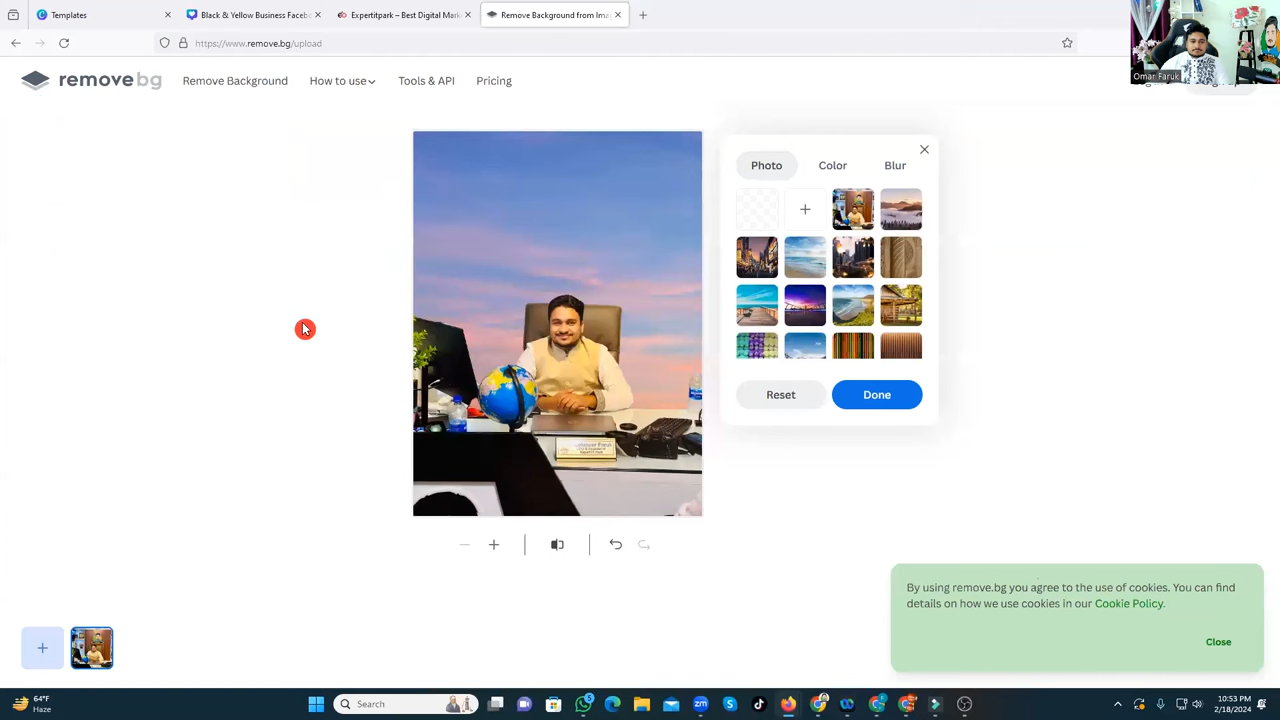 Templates
Black & Yellow Business Faceb
Expertitpark – Best Digital Mark
Remove Background from Ima
https://www.remove.bg/upload
Omar Faruk
removebg
Remove Background
How to use
Tools & API
Pricing
Photo
Color
Blur
Reset
Done
By using remove.bg you agree to the use of cookies. You can find
details on how we use cookies in our Cookie Policy.
Close
64°F
Haze
Search
10:53 PM
2/18/2024